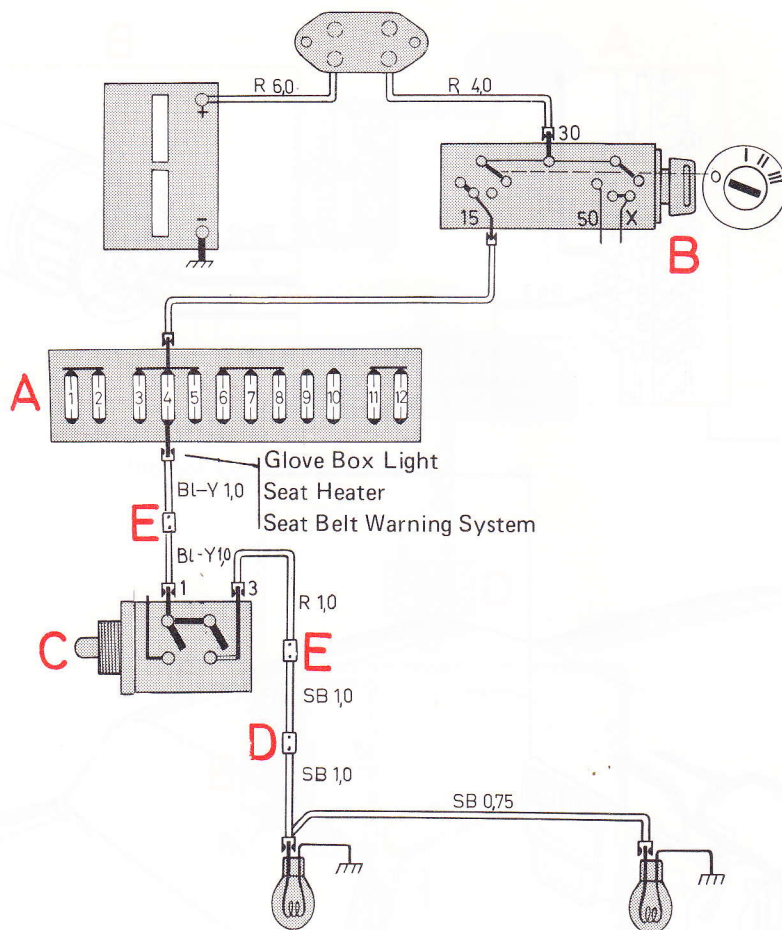 R 6,0
R 4,0
+
30
I II III
O
−
15
50 X
B
A
1 2 3 4 5 6 7 8 9 10 11 12
Glove Box Light
Bl–Y 1,0
Seat Heater
E
Seat Belt Warning System
Bl-Y 1,0
1
3
R 1,0
C
E
SB 1,0
D
SB 1,0
SB 0,75